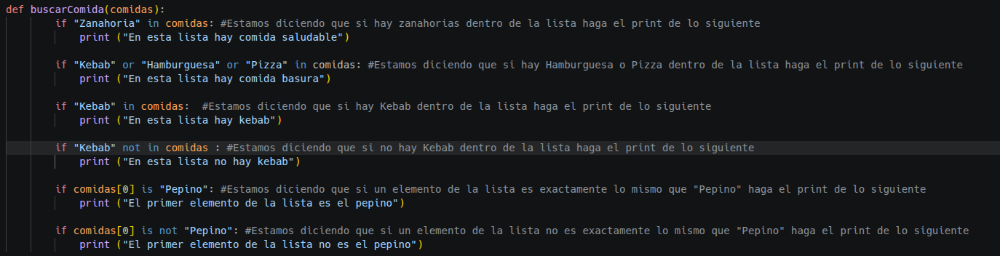 def buscarComida(comidas):
if "Zanahoria" in comidas: #Estamos diciendo que si hay zanahorias dentro de la lista haga el print de lo siguiente
print ("En esta lista hay comida saludable")
if "Kebab" or "Hamburguesa" or "Pizza" in comidas: #Estamos diciendo que si hay Hamburguesa o Pizza dentro de la lista haga el print de lo siguiente
print ("En esta lista hay comida basura")
if "Kebab" in comidas:  #Estamos diciendo que si hay Kebab dentro de la lista haga el print de lo siguiente
print ("En esta lista hay kebab")
if "Kebab" not in comidas : #Estamos diciendo que si no hay Kebab dentro de la lista haga el print de lo siguiente
print ("En esta lista no hay kebab")
if comidas[0] is "Pepino": #Estamos diciendo que si un elemento de la lista es exactamente lo mismo que "Pepino" haga el print de lo siguiente
print ("El primer elemento de la lista es el pepino")
if comidas[0] is not "Pepino": #Estamos diciendo que si un elemento de la lista no es exactamente lo mismo que "Pepino" haga el print de lo siguiente
print ("El primer elemento de la lista no es el pepino")